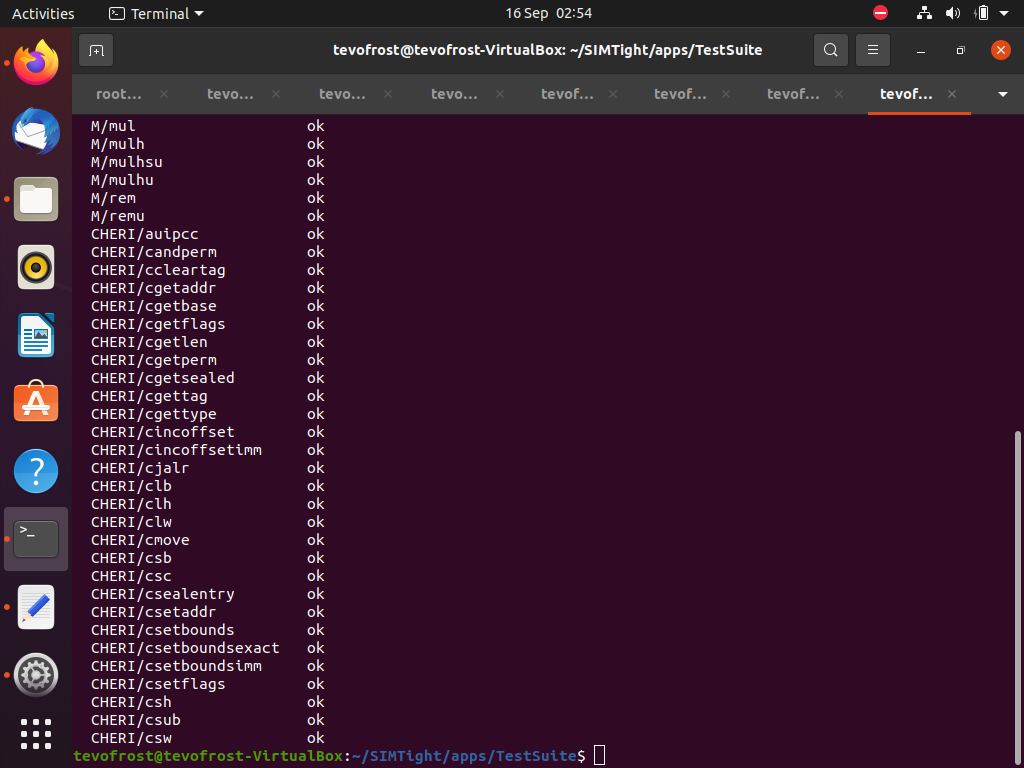 Activities Terminal 16 Sep 02:54
tevofrost@tevofrost-VirtualBox: ~/SIMTight/apps/TestSuite
root… tevo… tevo… tevo… tevof… tevof… tevof… tevof…
M/mul ok
M/mulh ok
M/mulhsu ok
M/mulhu ok
M/rem ok
M/remu ok
CHERI/auipcc ok
CHERI/candperm ok
CHERI/ccleartag ok
CHERI/cgetaddr ok
CHERI/cgetbase ok
CHERI/cgetflags ok
CHERI/cgetlen ok
CHERI/cgetperm ok
CHERI/cgetsealed ok
CHERI/cgettag ok
CHERI/cgettype ok
CHERI/cincoffset ok
CHERI/cincoffsetimm ok
CHERI/cjalr ok
CHERI/clb ok
CHERI/clh ok
CHERI/clw ok
CHERI/cmove ok
CHERI/csb ok
CHERI/csc ok
CHERI/csealentry ok
CHERI/csetaddr ok
CHERI/csetbounds ok
CHERI/csetboundsexact ok
CHERI/csetboundsimm ok
CHERI/csetflags ok
CHERI/csh ok
CHERI/csub ok
CHERI/csw ok
tevofrost@tevofrost-VirtualBox:~/SIMTight/apps/TestSuite$